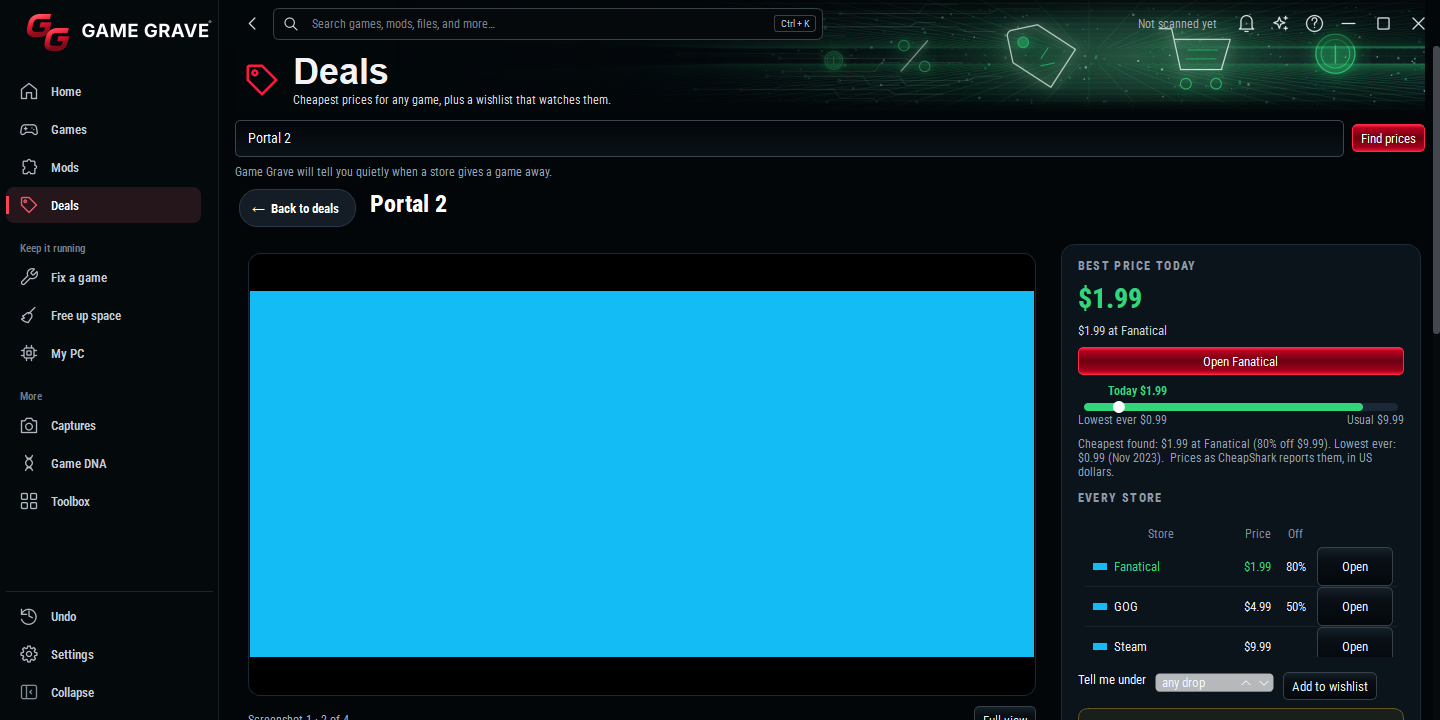 GG GAME GRAVE
Search games, mods, files, and more...
Ctrl + K
Not scanned yet
Deals
Cheapest prices for any game, plus a wishlist that watches them.
Home
Games
Mods
Deals
Keep it running
Fix a game
Free up space
My PC
More
Captures
Game DNA
Toolbox
Undo
Settings
Collapse
Portal 2
Find prices
Game Grave will tell you quietly when a store gives a game away.
← Back to deals
Portal 2
Screenshot 1 · 2 of 4
Full view
BEST PRICE TODAY
$1.99
$1.99 at Fanatical
Open Fanatical
Today $1.99
Lowest ever $0.99
Usual $9.99
Cheapest found: $1.99 at Fanatical (80% off $9.99). Lowest ever:
$0.99 (Nov 2023). Prices as CheapShark reports them, in US
dollars.
EVERY STORE
Store Price Off
Fanatical $1.99 80% Open
GOG $4.99 50% Open
Steam $9.99 Open
Tell me under any drop Add to wishlist